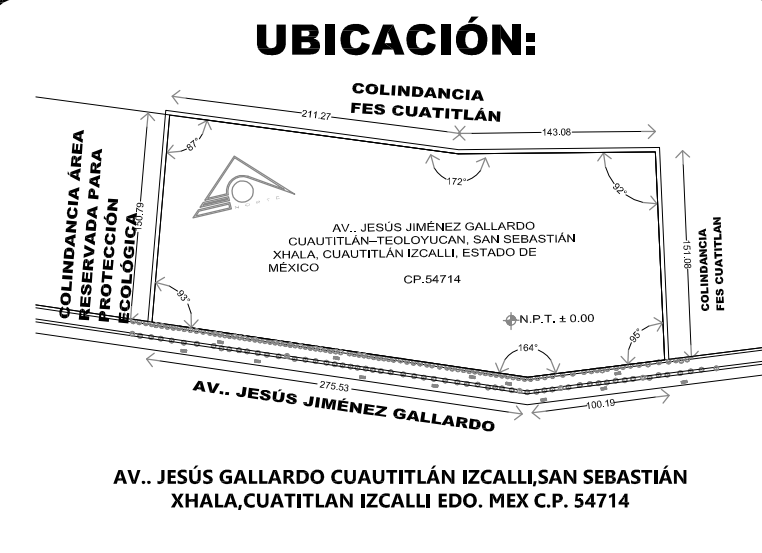 UBICACIÓN:
COLINDANCIA
FES CUATITLÁN
211.27
143.08
87°
172°
92°
COLINDANCIA ÁREA
RESERVADA PARA
PROTECCIÓN
ECOLÓGICA
150.79
NORTE
AV.. JESÚS JIMÉNEZ GALLARDO
CUAUTITLÁN–TEOLOYUCAN, SAN SEBASTIÁN
XHALA, CUAUTITLÁN IZCALLI, ESTADO DE
MÉXICO
CP.54714
151.08
COLINDANCIA
FES CUATITLAN
93°
N.P.T. ± 0.00
164°
95°
275.53
100.19
AV.. JESÚS JIMÉNEZ GALLARDO
AV.. JESÚS GALLARDO CUAUTITLÁN IZCALLI,SAN SEBASTIÁN
XHALA,CUATITLAN IZCALLI EDO. MEX C.P. 54714